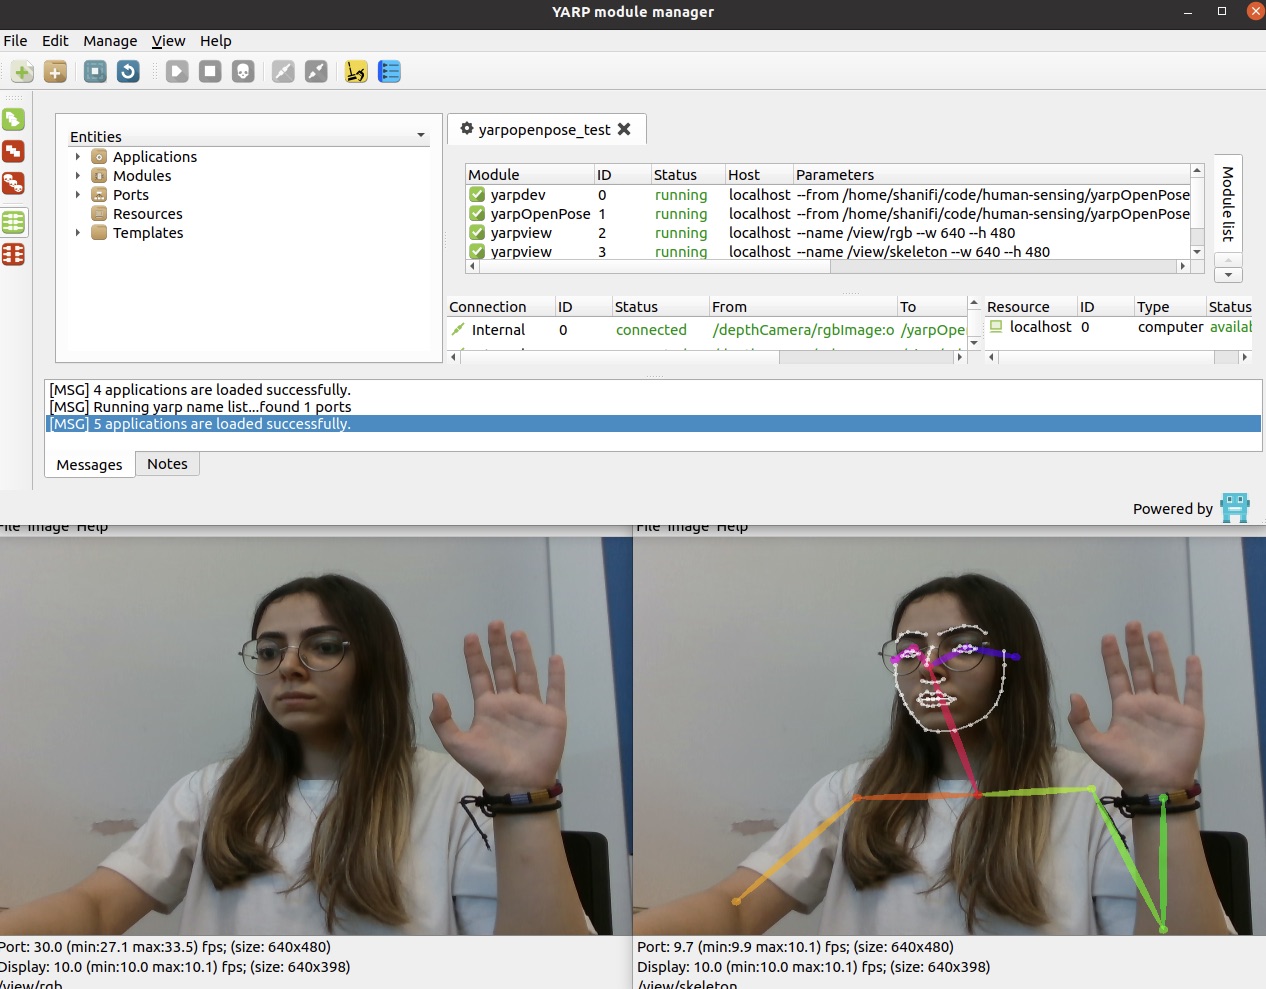 YARP module manager
File Edit Manage View Help
Entities
Applications
Modules
Ports
Resources
Templates
yarpopenpose_test
Module ID Status Host Parameters
yarpdev 0 running localhost --from /home/shanifi/code/human-sensing/yarpOpenPose
yarpOpenPose 1 running localhost --from /home/shanifi/code/human-sensing/yarpOpenPose
yarpview 2 running localhost --name /view/rgb --w 640 --h 480
yarpview 3 running localhost --name /view/skeleton --w 640 --h 480
Module list
Connection ID Status From To
Internal 0 connected /depthCamera/rgbImage:o /yarpOpe
Resource ID Type Status
localhost 0 computer availab
[MSG] 4 applications are loaded successfully.
[MSG] Running yarp name list...found 1 ports
[MSG] 5 applications are loaded successfully.
Messages Notes
Powered by
File Image Help
File Image Help
Port: 30.0 (min:27.1 max:33.5) fps; (size: 640x480)
Display: 10.0 (min:10.0 max:10.1) fps; (size: 640x398)
/view/rgb
Port: 9.7 (min:9.9 max:10.1) fps; (size: 640x480)
Display: 10.0 (min:10.0 max:10.1) fps; (size: 640x398)
/view/skeleton